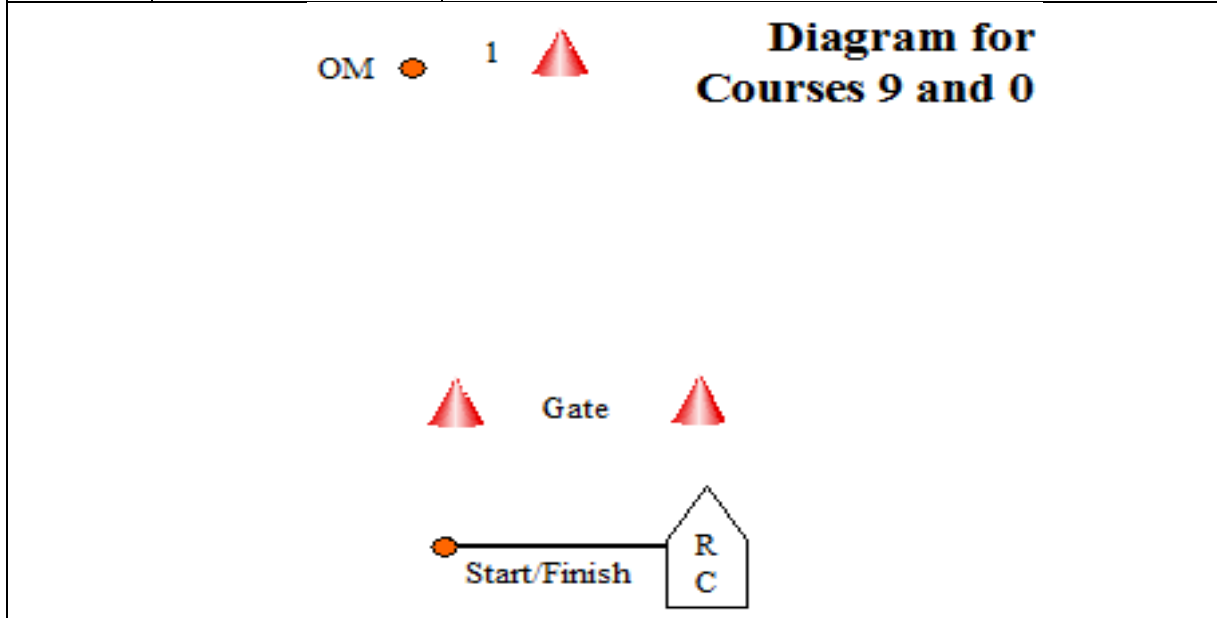 Diagram for
Courses 9 and 0
OM 1
Gate
Start/Finish
R
C